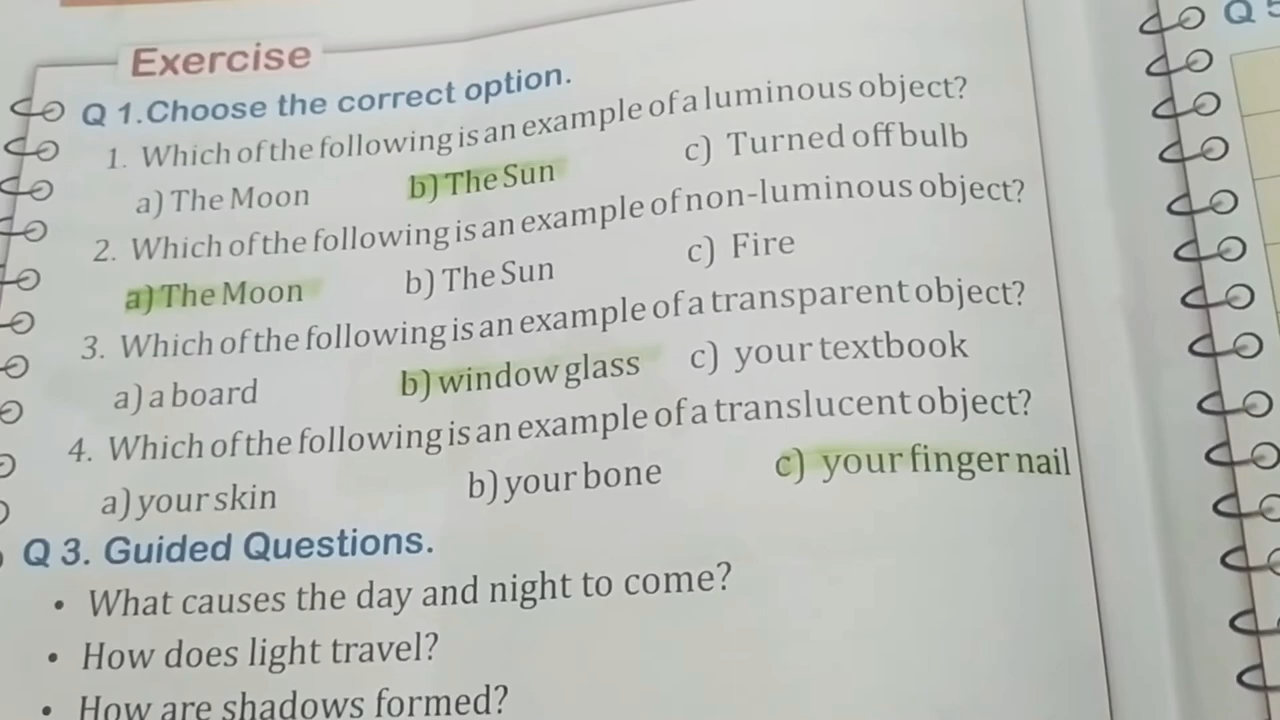 Exercise
Q 1.Choose the correct option.
1. Which of the following is an example of a luminous object?
a) The Moon b) The Sun c) Turned off bulb
2. Which of the following is an example of non-luminous object?
a) The Moon b) The Sun c) Fire
3. Which of the following is an example of a transparent object?
a) a board b) window glass c) your textbook
4. Which of the following is an example of a translucent object?
a) your skin b) your bone c) your finger nail
Q 3. Guided Questions.
• What causes the day and night to come?
• How does light travel?
• How are shadows formed?
Q 5